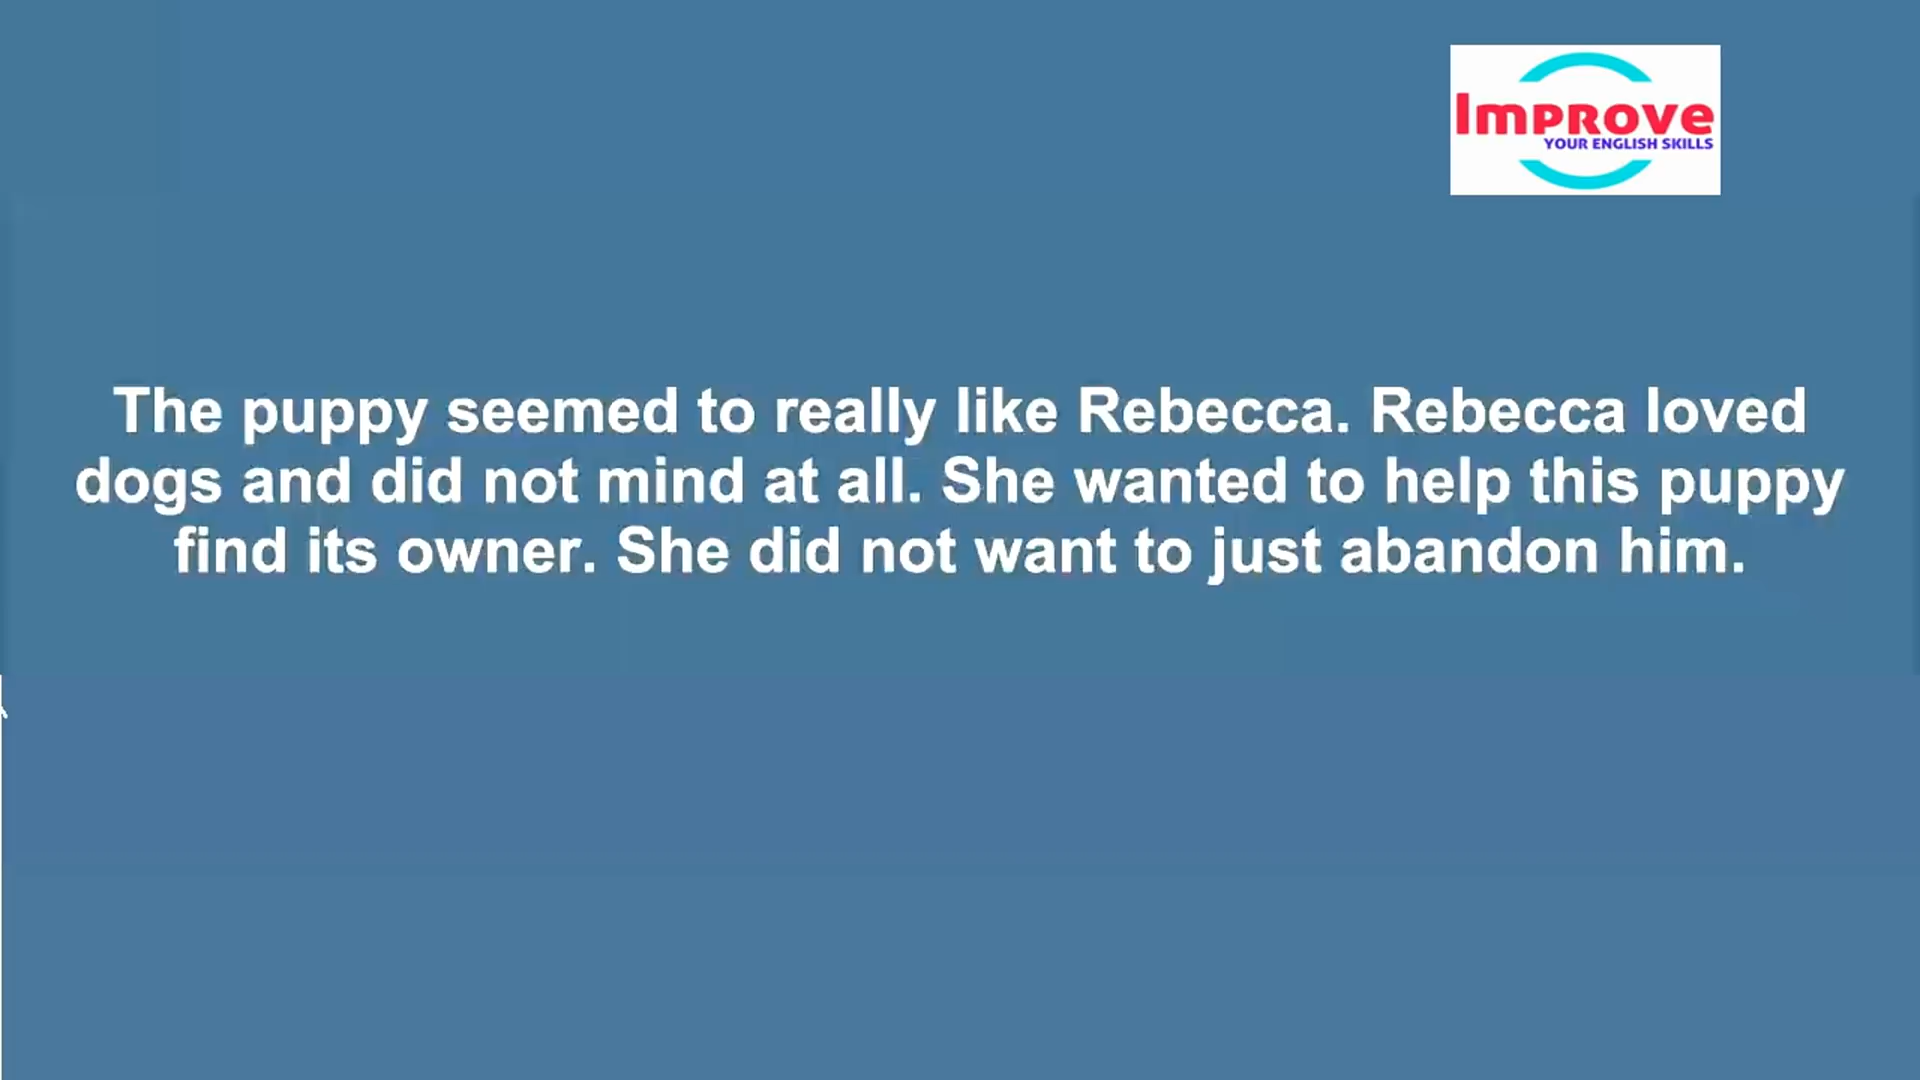 Improve
YOUR ENGLISH SKILLS
The puppy seemed to really like Rebecca. Rebecca loved
dogs and did not mind at all. She wanted to help this puppy
find its owner. She did not want to just abandon him.